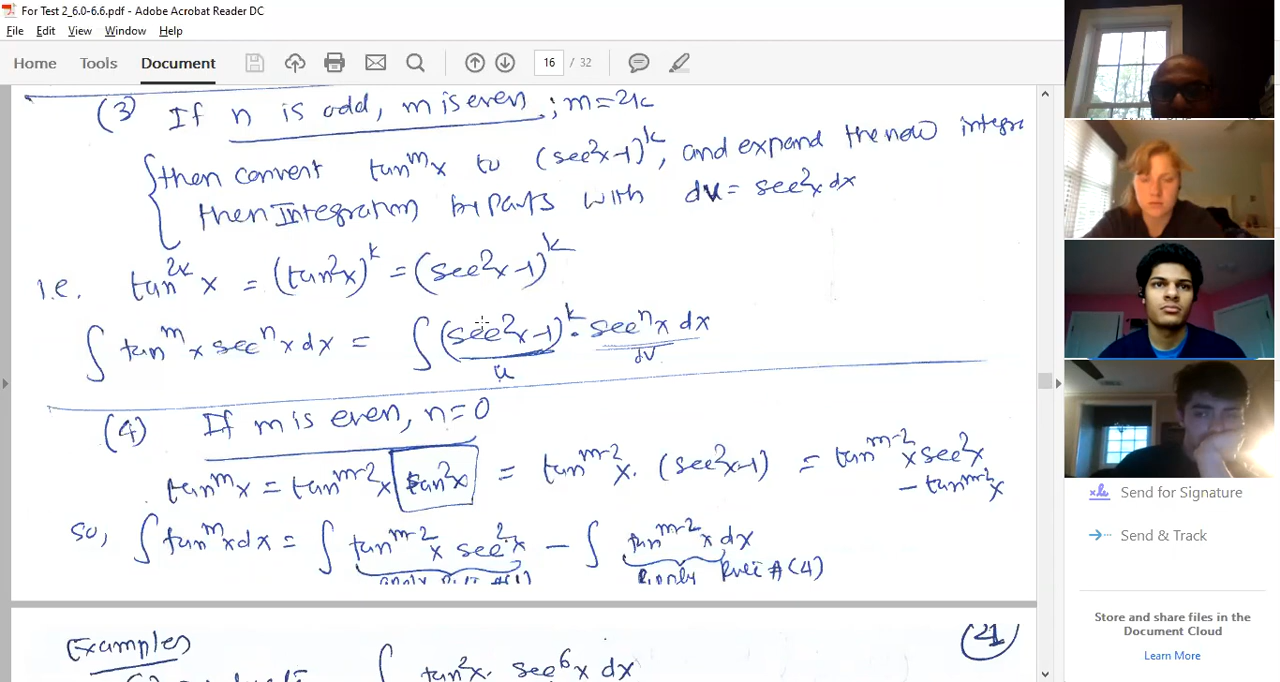 For Test 2_6.0-6.6.pdf - Adobe Acrobat Reader DC
File Edit View Window Help
Home Tools Document 16 / 32
(3) If n is odd, m is even ; m=2k
then convert tan^m x to (sec²x-1)^k, and expand the new integra
then Integration by parts with dv = sec²x dx
i.e. tan^2k x = (tan²x)^k = (sec²x-1)^k
∫ tan^m x sec^n x dx = ∫ (sec²x-1)^k · sec^n x dx
u dv
(4) If m is even, n=0
tan^m x = tan^m-2 x tan²x = tan^m-2 x · (sec²x-1) = tan^m-2 x sec²x
- tan^m-2 x
so, ∫ tan^m x dx = ∫ tan^m-2 x sec²x - ∫ tan^m-2 x dx
Rule #(4)
Examples
∫ tan²x · sec⁶x dx
Send for Signature
Send & Track
Store and share files in the
Document Cloud
Learn More